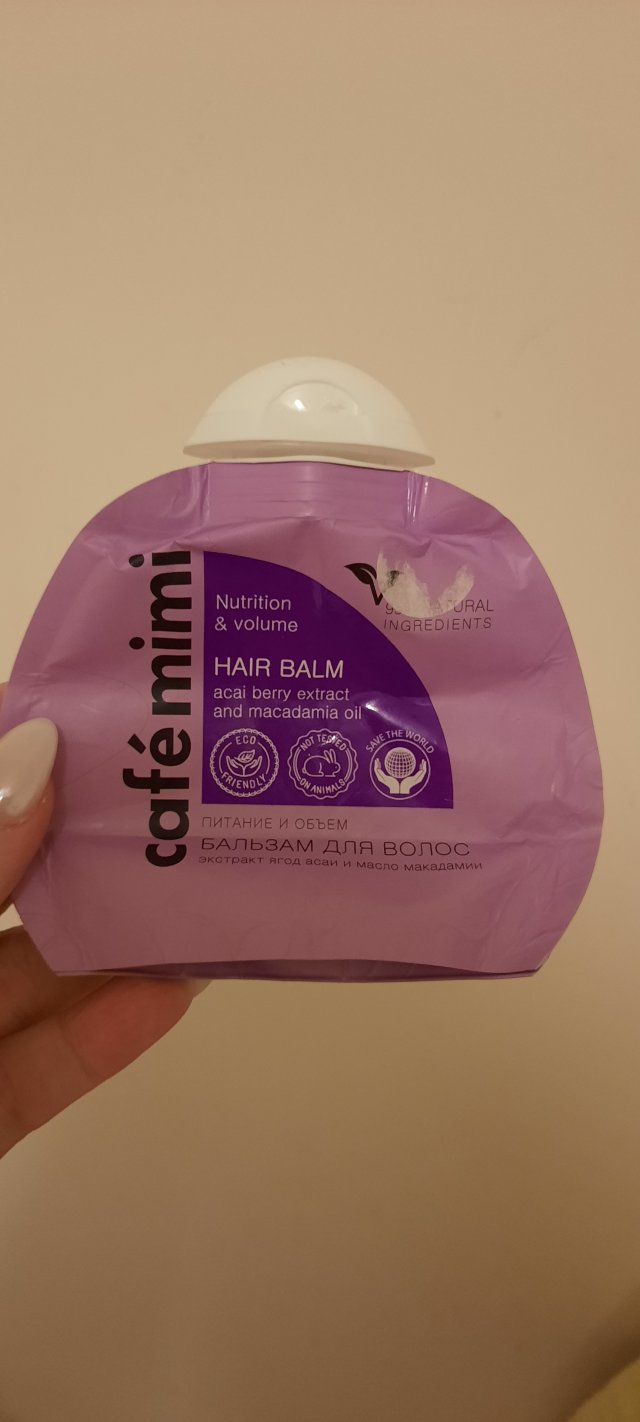 café mimi
Nutrition
& volume
HAIR BALM
acai berry extract
and macadamia oil
INGREDIENTS
ECO
FRIENDLY
NOT TESTED
ON ANIMALS
SAVE THE WORLD
ПИТАНИЕ И ОБЪЕМ
БАЛЬЗАМ ДЛЯ ВОЛОС
экстракт ягод асаи и масло макадамии